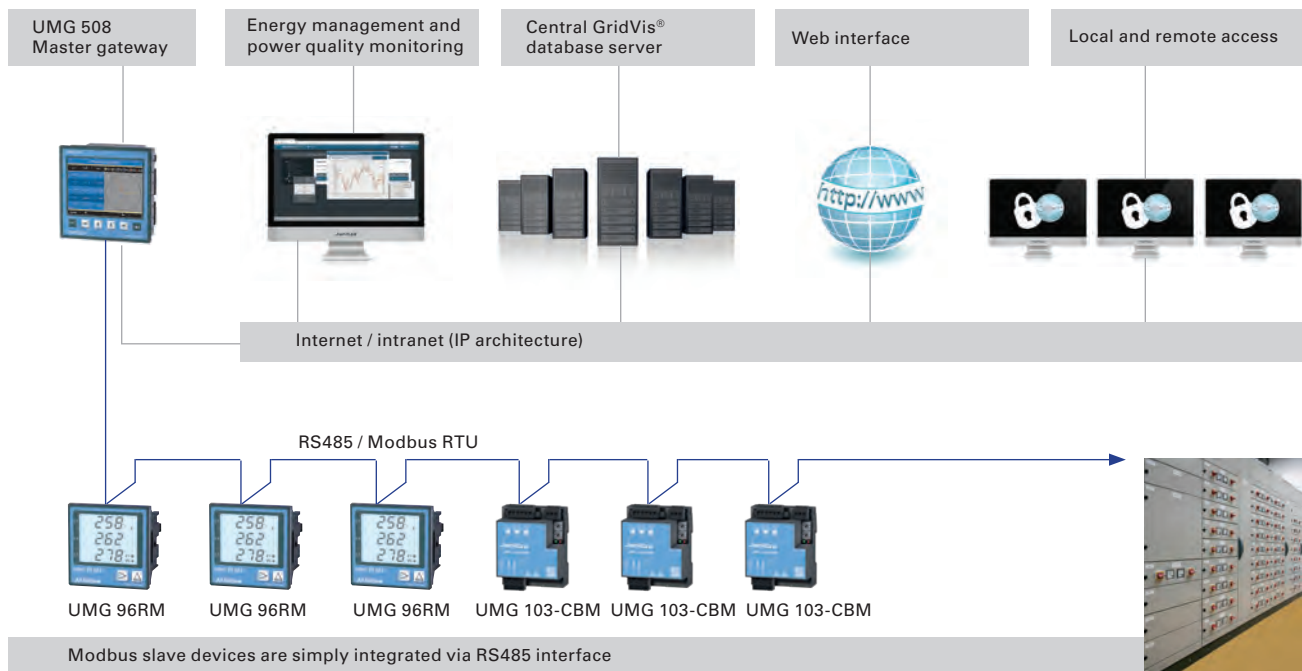 UMG 508
Master gateway
Energy management and
power quality monitoring
Central GridVis®
database server
Web interface
Local and remote access
http://www
Internet / intranet (IP architecture)
RS485 / Modbus RTU
258
262
278
258
262
278
258
262
278
UMG 96RM
UMG 96RM
UMG 96RM
UMG 103-CBM
UMG 103-CBM
UMG 103-CBM
Modbus slave devices are simply integrated via RS485 interface